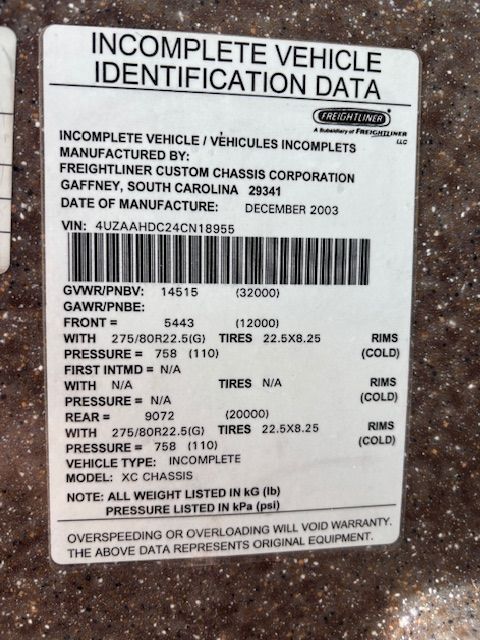 INCOMPLETE VEHICLE
IDENTIFICATION DATA
FREIGHTLINER
A Subsidiary of FREIGHTLINER
LLC
INCOMPLETE VEHICLE / VÉHICULES INCOMPLETS
MANUFACTURED BY:
FREIGHTLINER CUSTOM CHASSIS CORPORATION
GAFFNEY, SOUTH CAROLINA 29341
DATE OF MANUFACTURE: DECEMBER 2003
VIN: 4UZAAHDC24CN18955
GVWR/PNBV: 14515 (32000)
GAWR/PNBE:
FRONT = 5443 (12000)
WITH 275/80R22.5(G) TIRES 22.5X8.25 RIMS
PRESSURE = 758 (110) (COLD)
FIRST INTMD = N/A
WITH N/A TIRES N/A RIMS
PRESSURE = N/A (COLD)
REAR = 9072 (20000)
WITH 275/80R22.5(G) TIRES 22.5X8.25 RIMS
PRESSURE = 758 (110) (COLD)
VEHICLE TYPE: INCOMPLETE
MODEL: XC CHASSIS
NOTE: ALL WEIGHT LISTED IN kG (lb)
PRESSURE LISTED IN kPa (psi)
OVERSPEEDING OR OVERLOADING WILL VOID WARRANTY.
THE ABOVE DATA REPRESENTS ORIGINAL EQUIPMENT.